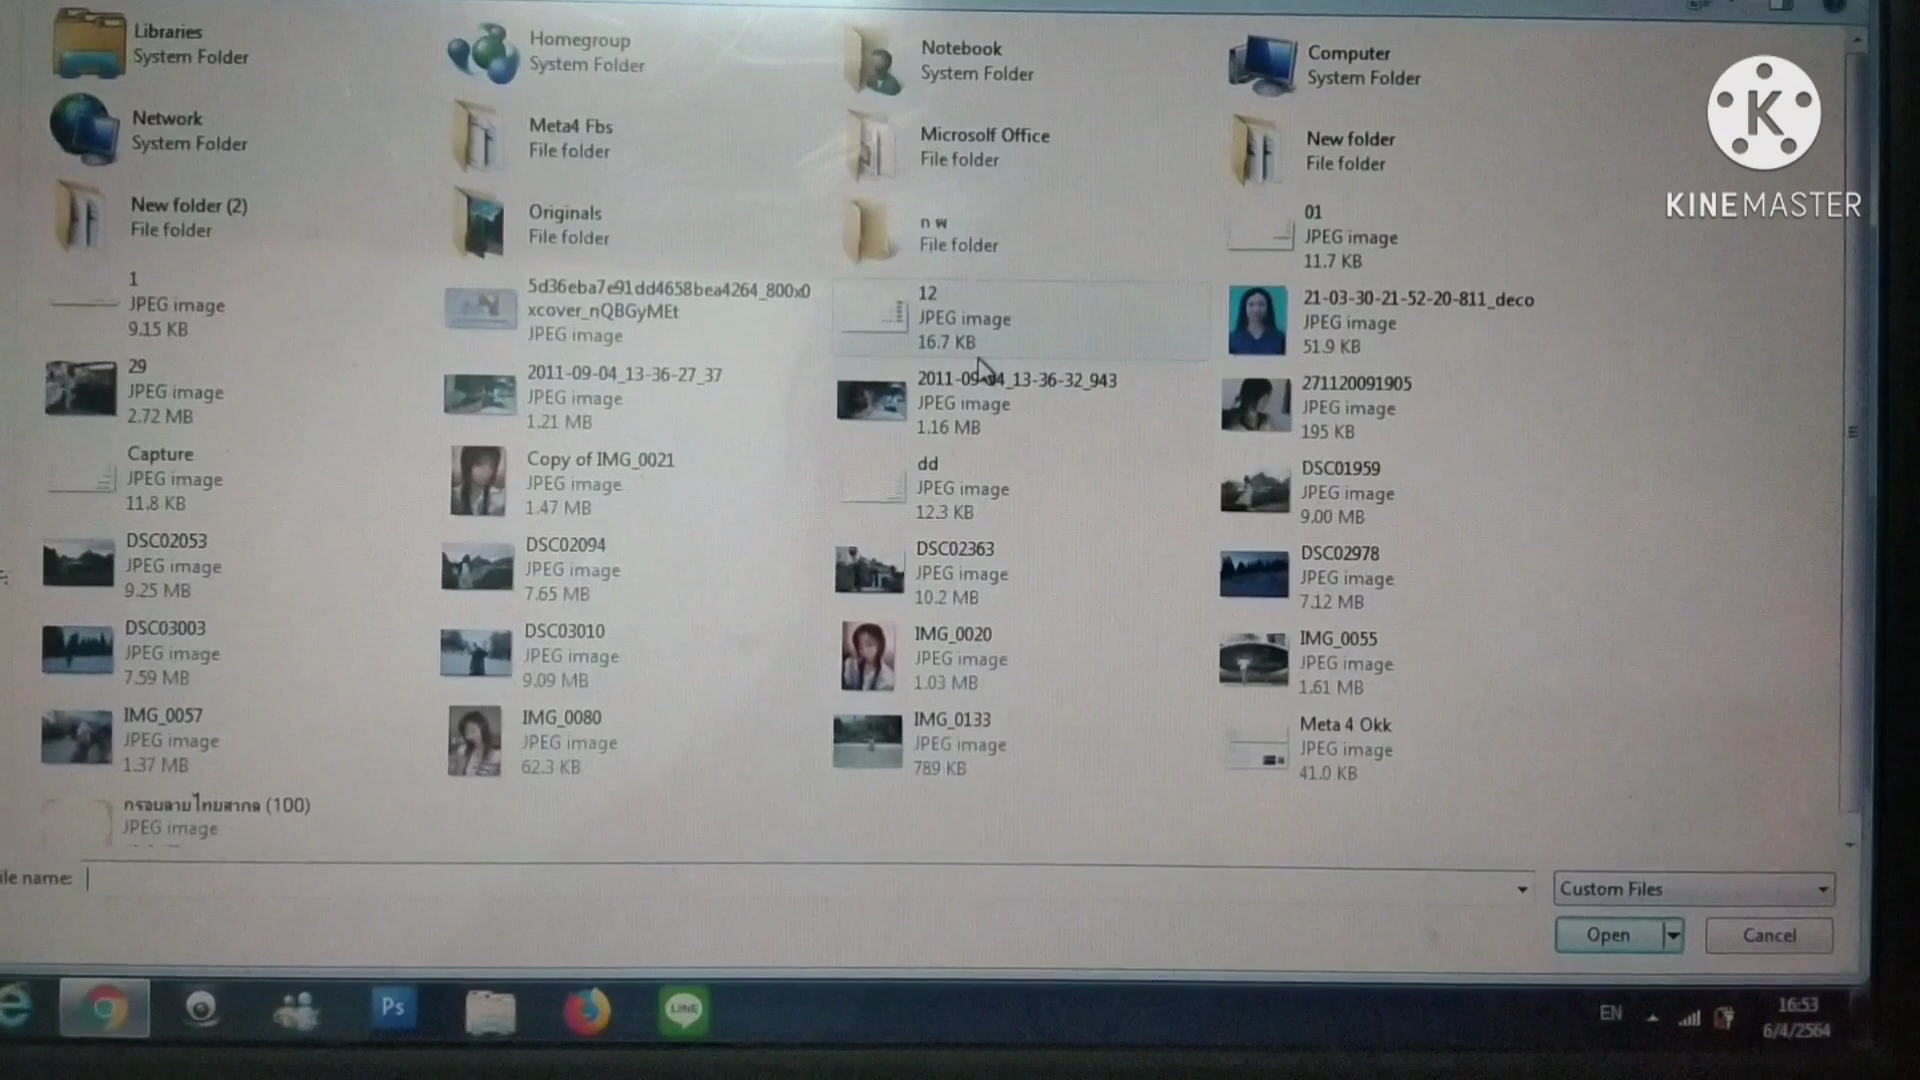 Libraries
System Folder
Homegroup
System Folder
Notebook
System Folder
Computer
System Folder
Network
System Folder
Meta4 Fbs
File folder
Microsolf Office
File folder
New folder
File folder
New folder (2)
File folder
Originals
File folder
n w
File folder
01
JPEG image
11.7 KB
1
JPEG image
9.15 KB
5d36eba7e91dd4658bea4264_800x0
xcover_nQBGyMEt
JPEG image
12
JPEG image
16.7 KB
21-03-30-21-52-20-811_deco
JPEG image
51.9 KB
29
JPEG image
2.72 MB
2011-09-04_13-36-27_37
JPEG image
1.21 MB
2011-09-04_13-36-32_943
JPEG image
1.16 MB
271120091905
JPEG image
195 KB
Capture
JPEG image
11.8 KB
Copy of IMG_0021
JPEG image
1.47 MB
dd
JPEG image
12.3 KB
DSC01959
JPEG image
9.00 MB
DSC02053
JPEG image
9.25 MB
DSC02094
JPEG image
7.65 MB
DSC02363
JPEG image
10.2 MB
DSC02978
JPEG image
7.12 MB
DSC03003
JPEG image
7.59 MB
DSC03010
JPEG image
9.09 MB
IMG_0020
JPEG image
1.03 MB
IMG_0055
JPEG image
1.61 MB
IMG_0057
JPEG image
1.37 MB
IMG_0080
JPEG image
62.3 KB
IMG_0133
JPEG image
789 KB
Meta 4 Okk
JPEG image
41.0 KB
กรอบลายไทยสากล (100)
JPEG image
ile name:
Custom Files
Open
Cancel
Ps
LINE
EN
16:53
6/4/2564
K
KINEMASTER